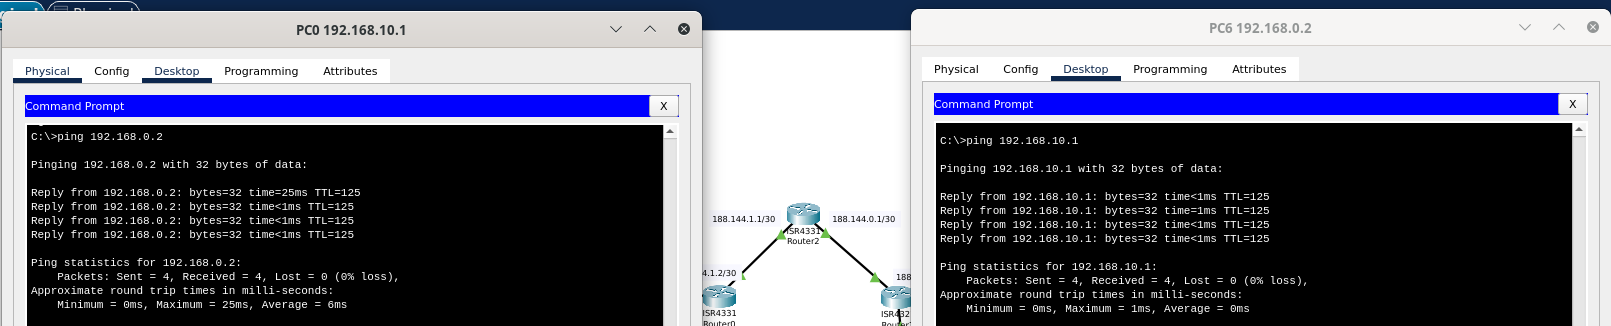 Physical
PC0 192.168.10.1
Physical Config Desktop Programming Attributes
Command Prompt X
C:\>ping 192.168.0.2
Pinging 192.168.0.2 with 32 bytes of data:
Reply from 192.168.0.2: bytes=32 time=25ms TTL=125
Reply from 192.168.0.2: bytes=32 time<1ms TTL=125
Reply from 192.168.0.2: bytes=32 time<1ms TTL=125
Reply from 192.168.0.2: bytes=32 time<1ms TTL=125
Ping statistics for 192.168.0.2:
Packets: Sent = 4, Received = 4, Lost = 0 (0% loss),
Approximate round trip times in milli-seconds:
Minimum = 0ms, Maximum = 25ms, Average = 6ms
188.144.1.1/30
188.144.0.1/30
ISR4331
Router2
4.1.2/30
188
ISR4331
Router0
ISR432
PC6 192.168.0.2
Physical Config Desktop Programming Attributes
Command Prompt X
C:\>ping 192.168.10.1
Pinging 192.168.10.1 with 32 bytes of data:
Reply from 192.168.10.1: bytes=32 time<1ms TTL=125
Reply from 192.168.10.1: bytes=32 time<1ms TTL=125
Reply from 192.168.10.1: bytes=32 time<1ms TTL=125
Reply from 192.168.10.1: bytes=32 time<1ms TTL=125
Ping statistics for 192.168.10.1:
Packets: Sent = 4, Received = 4, Lost = 0 (0% loss),
Approximate round trip times in milli-seconds:
Minimum = 0ms, Maximum = 1ms, Average = 0ms